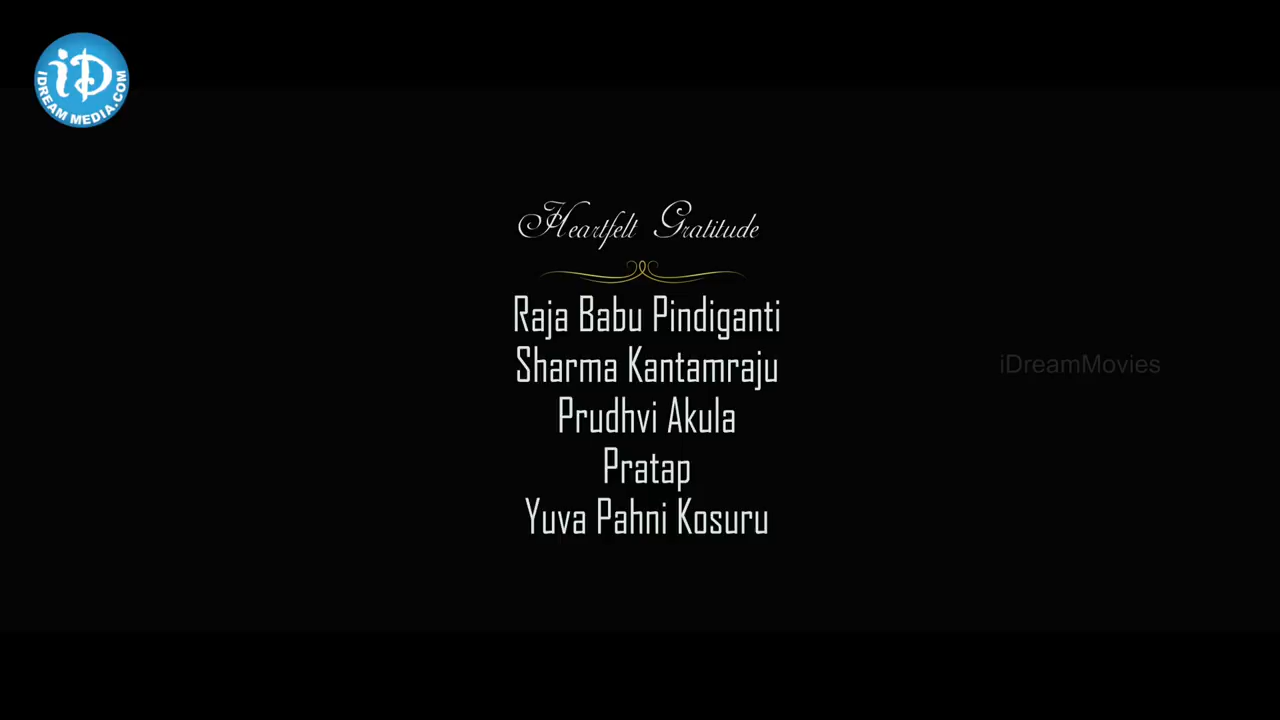 iD
IDREAM MEDIA.COM
Heartfelt Gratitude
Raja Babu Pindiganti
Sharma Kantamraju
iDreamMovies
Prudhvi Akula
Pratap
Yuva Pahni Kosuru